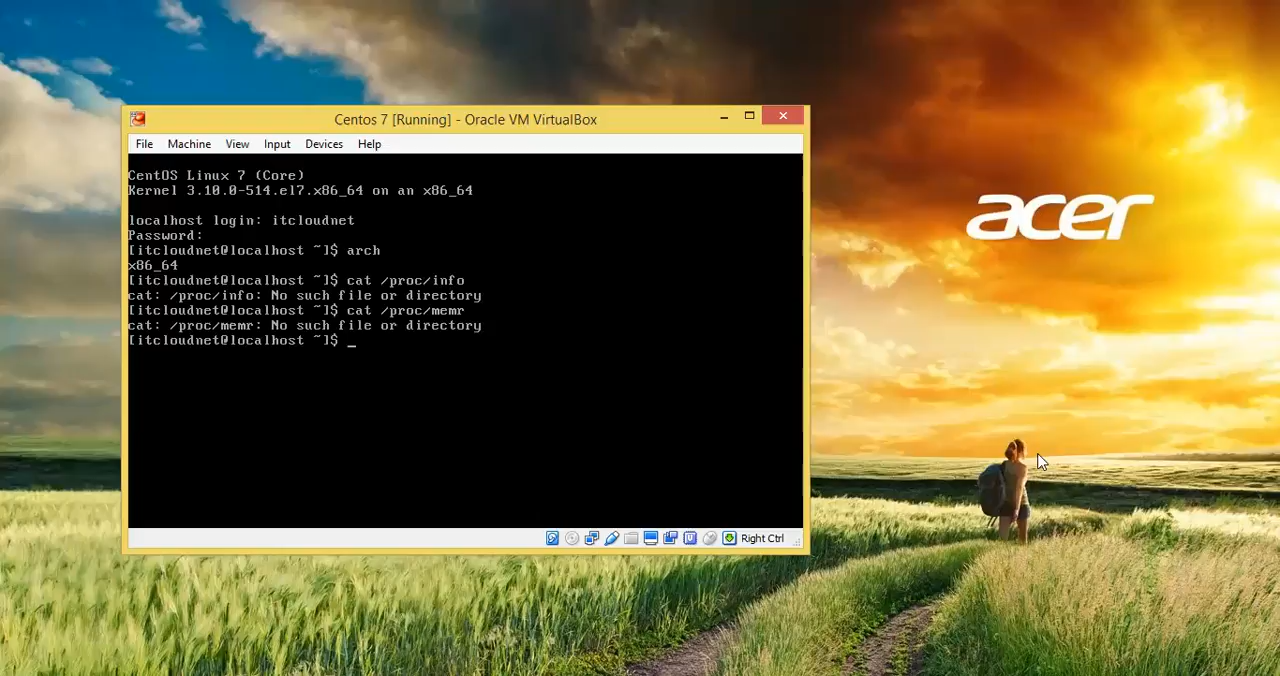 Centos 7 [Running] - Oracle VM VirtualBox
File Machine View Input Devices Help
CentOS Linux 7 (Core)
Kernel 3.10.0-514.el7.x86_64 on an x86_64
localhost login: itcloudnet
Password:
[itcloudnet@localhost ~]$ arch
x86_64
[itcloudnet@localhost ~]$ cat /proc/info
cat: /proc/info: No such file or directory
[itcloudnet@localhost ~]$ cat /proc/memr
cat: /proc/memr: No such file or directory
[itcloudnet@localhost ~]$ _
Right Ctrl
acer